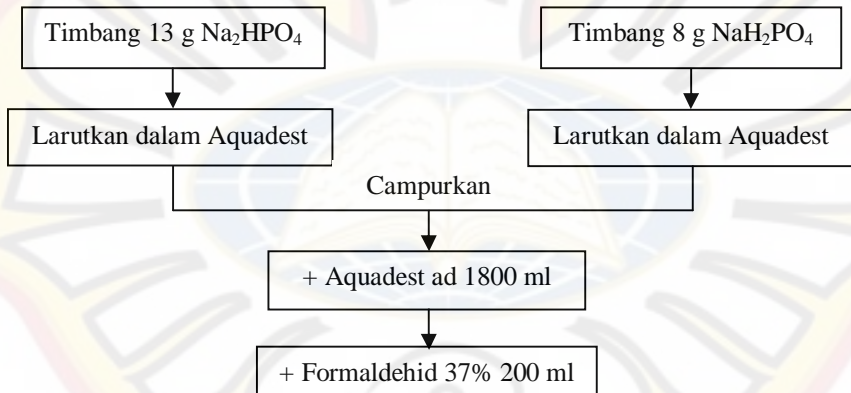 Timbang 13 g Na₂HPO₄
Timbang 8 g NaH₂PO₄
Larutkan dalam Aquadest
Larutkan dalam Aquadest
Campurkan
+ Aquadest ad 1800 ml
+ Formaldehid 37% 200 ml